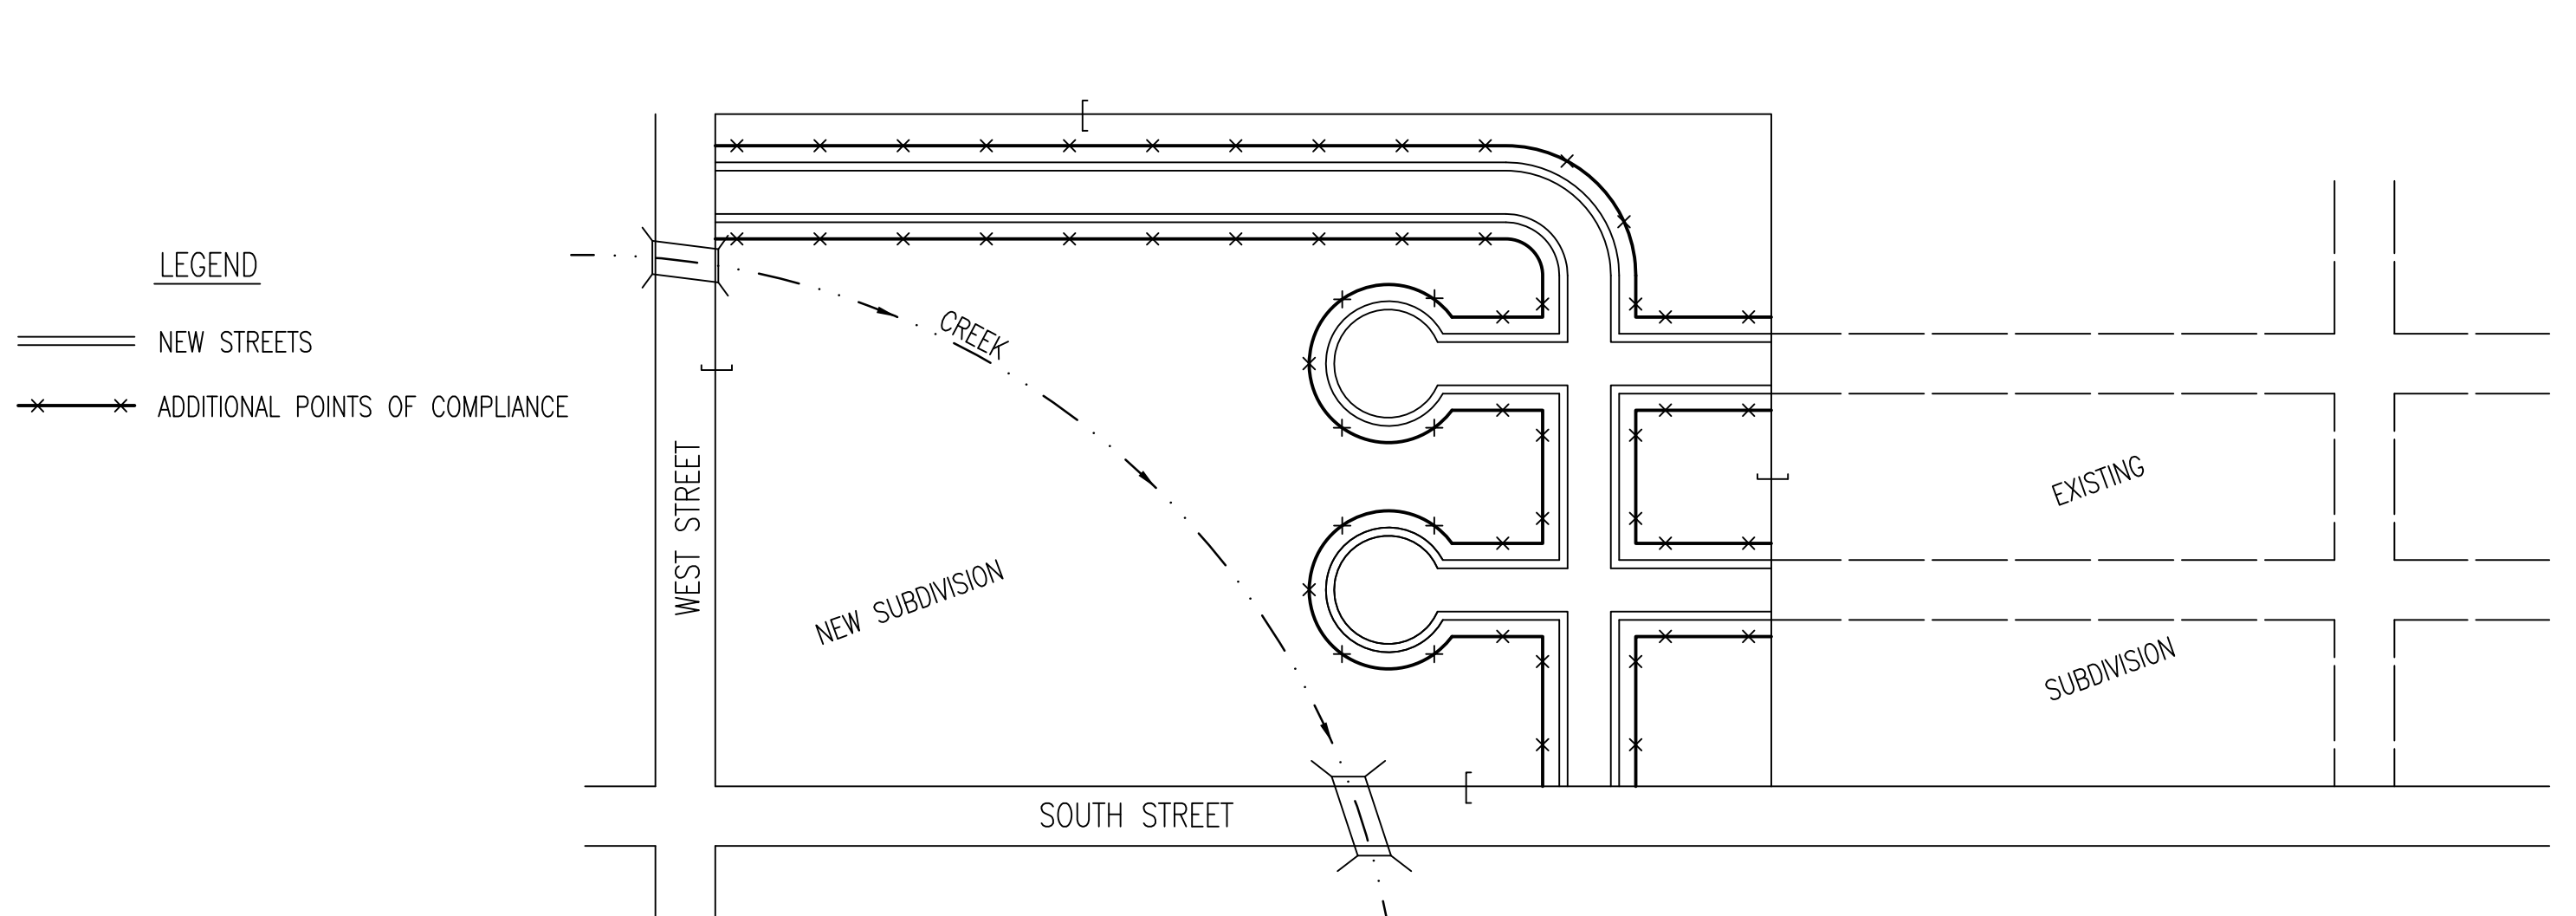 LEGEND
NEW STREETS
ADDITIONAL POINTS OF COMPLIANCE
CREEK
WEST STREET
NEW SUBDIVISION
SOUTH STREET
EXISTING
SUBDIVISION